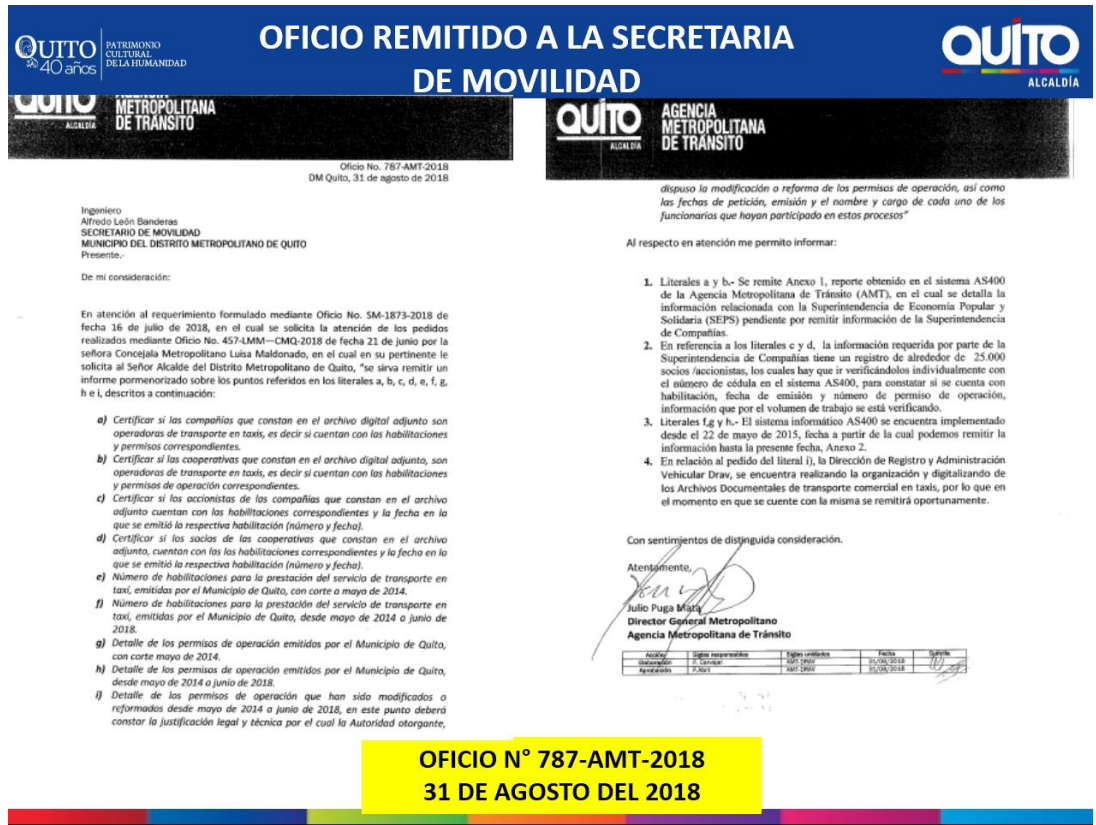 QUITO
40 años
PATRIMONIO
CULTURAL
DE LA HUMANIDAD
OFICIO REMITIDO A LA SECRETARIA
DE MOVILIDAD
QUITO
ALCALDÍA
QUITO
ALCALDÍA
AGENCIA
METROPOLITANA
DE TRÁNSITO
Oficio No. 787-AMT-2018
DM Quito, 31 de agosto de 2018
Ingeniero
Alfredo León Banderas
SECRETARIO DE MOVILIDAD
MUNICIPIO DEL DISTRITO METROPOLITANO DE QUITO
Presente.-
De mi consideración:
En atención al requerimiento formulado mediante Oficio No. SM-1873-2018 de
fecha 16 de julio de 2018, en el cual se solicita la atención de los pedidos
realizados mediante Oficio No. 457-LMM—CMQ-2018 de fecha 21 de junio por la
señora Concejala Metropolitano Luisa Maldonado, en el cual en su pertinente le
solicita al Señor Alcalde del Distrito Metropolitano de Quito, "se sirva remitir un
informe pormenorizado sobre los puntos referidos en los literales a, b, c, d, e, f, g,
h e i, descritos a continuación:
a) Certificar si las compañías que constan en el archivo digital adjunto son
operadoras de transporte en taxis, es decir si cuentan con las habilitaciones
y permisos correspondientes.
b) Certificar si las cooperativas que constan en el archivo digital adjunto, son
operadoras de transporte en taxis, es decir si cuentan con las habilitaciones
y permisos de operación correspondientes.
c) Certificar si los accionistas de las compañías que constan en el archivo
adjunto cuentan con las habilitaciones correspondientes y la fecha en la
que se emitió la respectiva habilitación (número y fecha).
d) Certificar si los socios de las cooperativas que constan en el archivo
adjunto, cuentan con las las habilitaciones correspondientes y la fecha en la
que se emitió la respectiva habilitación (número y fecha).
e) Número de habilitaciones para la prestación del servicio de transporte en
taxi, emitidas por el Municipio de Quito, con corte a mayo de 2014.
f) Número de habilitaciones para la prestación del servicio de transporte en
taxi, emitidas por el Municipio de Quito, desde mayo de 2014 a junio de
2018.
g) Detalle de los permisos de operación emitidos por el Municipio de Quito,
con corte mayo de 2014.
h) Detalle de los permisos de operación emitidos por el Municipio de Quito,
desde mayo de 2014 a junio de 2018.
i) Detalle de los permisos de operación que han sido modificados o
reformados desde mayo de 2014 a junio de 2018, en este punto deberá
constar la justificación legal y técnica por el cual la Autoridad otorgante,
QUITO
ALCALDÍA
AGENCIA
METROPOLITANA
DE TRÁNSITO
dispuso la modificación o reforma de los permisos de operación, así como
las fechas de petición, emisión y el nombre y cargo de cada uno de los
funcionarios que hayan participado en estos procesos"
Al respecto en atención me permito informar:
1. Literales a y b.- Se remite Anexo 1, reporte obtenido en el sistema AS400
de la Agencia Metropolitana de Tránsito (AMT), en el cual se detalla la
información relacionada con la Superintendencia de Economía Popular y
Solidaria (SEPS) pendiente por remitir información de la Superintendencia
de Compañías.
2. En referencia a los literales c y d, la información requerida por parte de la
Superintendencia de Compañías tiene un registro de alrededor de 25.000
socios /accionistas, los cuales hay que ir verificándolos individualmente con
el número de cédula en el sistema AS400, para constatar si se cuenta con
habilitación, fecha de emisión y número de permiso de operación,
información que por el volumen de trabajo se está verificando.
3. Literales f,g y h.- El sistema informático AS400 se encuentra implementado
desde el 22 de mayo de 2015, fecha a partir de la cual podemos remitir la
información hasta la presente fecha, Anexo 2.
4. En relación al pedido del literal i), la Dirección de Registro y Administración
Vehicular Drav, se encuentra realizando la organización y digitalizando de
los Archivos Documentales de transporte comercial en taxis, por lo que en
el momento en que se cuente con la misma se remitirá oportunamente.
Con sentimientos de distinguida consideración.
Atentamente,
Julio Puga Mata
Director General Metropolitano
Agencia Metropolitana de Tránsito
Acción Siglas responsables Siglas unidades Fecha Sumilla
Elaboración P. Carvajal AMT-DRAV 31/08/2018
Aprobación AMT-DRAV 31/08/2018
OFICIO N° 787-AMT-2018
31 DE AGOSTO DEL 2018